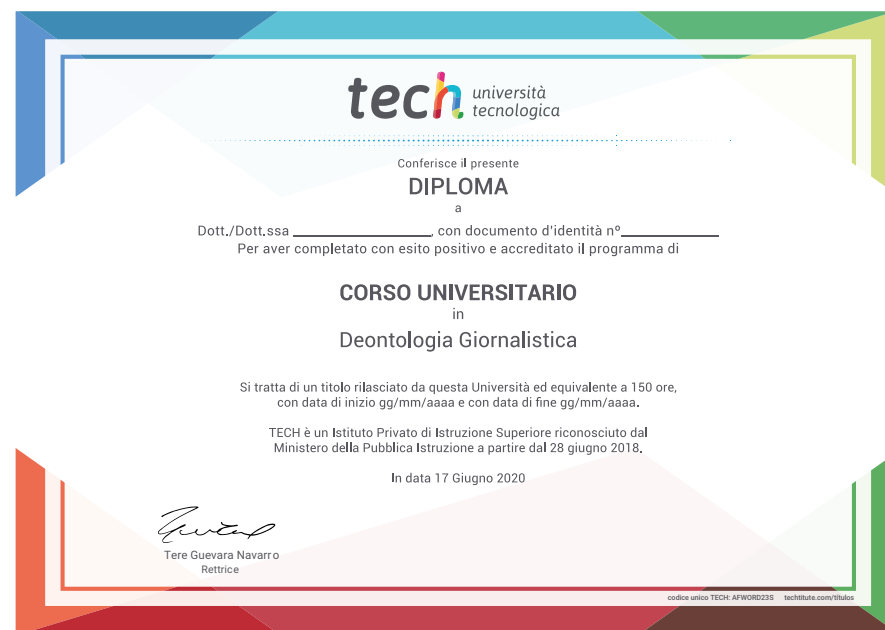 tech università
tecnologica
Conferisce il presente
DIPLOMA
a
Dott./Dott.ssa ____________________, con documento d'identità nº______________
Per aver completato con esito positivo e accreditato il programma di
CORSO UNIVERSITARIO
in
Deontologia Giornalistica
Si tratta di un titolo rilasciato da questa Università ed equivalente a 150 ore,
con data di inizio gg/mm/aaaa e con data di fine gg/mm/aaaa.
TECH è un Istituto Privato di Istruzione Superiore riconosciuto dal
Ministero della Pubblica Istruzione a partire dal 28 giugno 2018.
In data 17 Giugno 2020
Tere Guevara Navarro
Rettrice
codice unico TECH: AFWORD23S techtitute.com/titulos